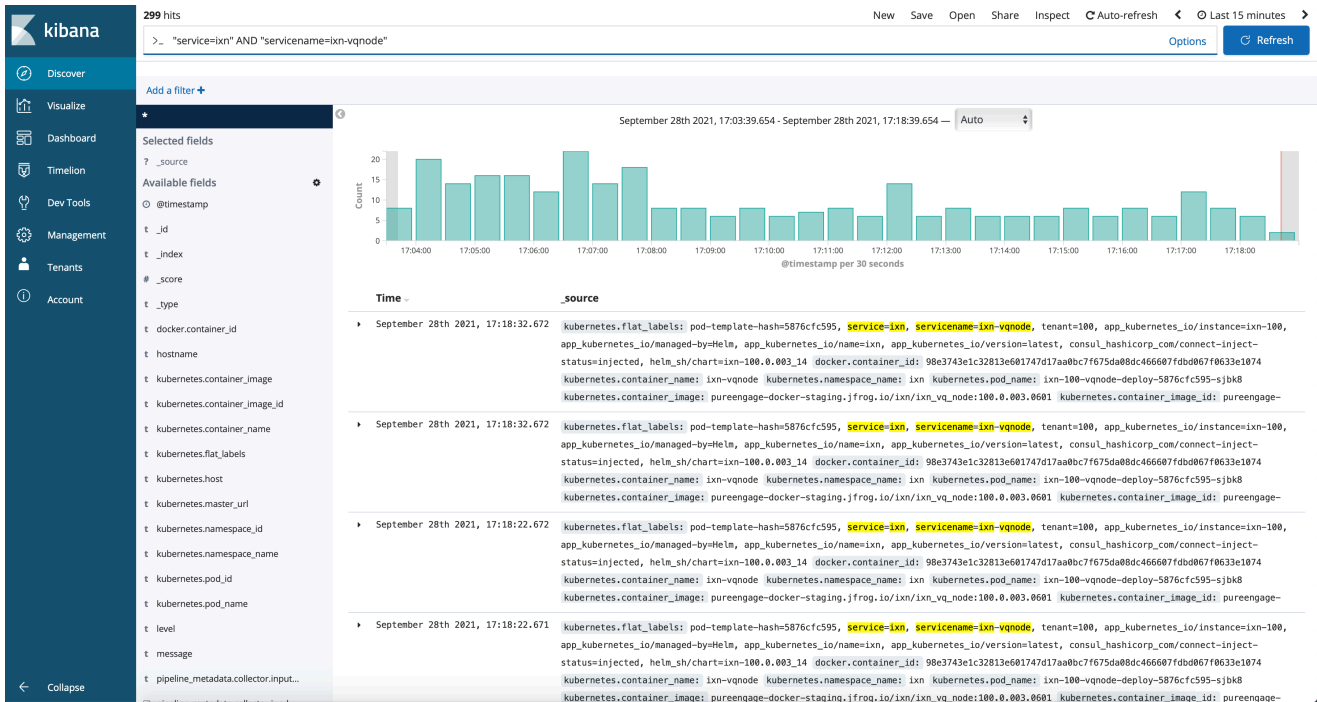 kibana
Discover
Visualize
Dashboard
Timelion
Dev Tools
Management
Tenants
Account
Collapse
299 hits
New Save Open Share Inspect Auto-refresh Last 15 minutes
>_ "service=ixn" AND "servicename=ixn-vqnode" Options Refresh
Add a filter +
*
Selected fields
? _source
Available fields
@timestamp
t _id
t _index
# _score
t _type
t docker.container_id
t hostname
t kubernetes.container_image
t kubernetes.container_image_id
t kubernetes.container_name
t kubernetes.flat_labels
t kubernetes.host
t kubernetes.master_url
t kubernetes.namespace_id
t kubernetes.namespace_name
t kubernetes.pod_id
t kubernetes.pod_name
t level
t message
t pipeline_metadata.collector.input...
September 28th 2021, 17:03:39.654 - September 28th 2021, 17:18:39.654 — Auto
Count
20
15
10
5
0
17:04:00 17:05:00 17:06:00 17:07:00 17:08:00 17:09:00 17:10:00 17:11:00 17:12:00 17:13:00 17:14:00 17:15:00 17:16:00 17:17:00 17:18:00
@timestamp per 30 seconds
Time _source
September 28th 2021, 17:18:32.672 kubernetes.flat_labels: pod-template-hash=5876cfc595, service=ixn, servicename=ixn-vqnode, tenant=100, app_kubernetes_io/instance=ixn-100,
app_kubernetes_io/managed-by=Helm, app_kubernetes_io/name=ixn, app_kubernetes_io/version=latest, consul_hashicorp_com/connect-inject-
status=injected, helm_sh/chart=ixn-100.0.003_14 docker.container_id: 98e3743e1c32813e601747d17aa0bc7f675da08dc466607fdbd067f0633e1074
kubernetes.container_name: ixn-vqnode kubernetes.namespace_name: ixn kubernetes.pod_name: ixn-100-vqnode-deploy-5876cfc595-sjbk8
kubernetes.container_image: pureengage-docker-staging.jfrog.io/ixn/ixn_vq_node:100.0.003.0601 kubernetes.container_image_id: pureengage-
September 28th 2021, 17:18:32.672 kubernetes.flat_labels: pod-template-hash=5876cfc595, service=ixn, servicename=ixn-vqnode, tenant=100, app_kubernetes_io/instance=ixn-100,
app_kubernetes_io/managed-by=Helm, app_kubernetes_io/name=ixn, app_kubernetes_io/version=latest, consul_hashicorp_com/connect-inject-
status=injected, helm_sh/chart=ixn-100.0.003_14 docker.container_id: 98e3743e1c32813e601747d17aa0bc7f675da08dc466607fdbd067f0633e1074
kubernetes.container_name: ixn-vqnode kubernetes.namespace_name: ixn kubernetes.pod_name: ixn-100-vqnode-deploy-5876cfc595-sjbk8
kubernetes.container_image: pureengage-docker-staging.jfrog.io/ixn/ixn_vq_node:100.0.003.0601 kubernetes.container_image_id: pureengage-
September 28th 2021, 17:18:22.672 kubernetes.flat_labels: pod-template-hash=5876cfc595, service=ixn, servicename=ixn-vqnode, tenant=100, app_kubernetes_io/instance=ixn-100,
app_kubernetes_io/managed-by=Helm, app_kubernetes_io/name=ixn, app_kubernetes_io/version=latest, consul_hashicorp_com/connect-inject-
status=injected, helm_sh/chart=ixn-100.0.003_14 docker.container_id: 98e3743e1c32813e601747d17aa0bc7f675da08dc466607fdbd067f0633e1074
kubernetes.container_name: ixn-vqnode kubernetes.namespace_name: ixn kubernetes.pod_name: ixn-100-vqnode-deploy-5876cfc595-sjbk8
kubernetes.container_image: pureengage-docker-staging.jfrog.io/ixn/ixn_vq_node:100.0.003.0601 kubernetes.container_image_id: pureengage-
September 28th 2021, 17:18:22.671 kubernetes.flat_labels: pod-template-hash=5876cfc595, service=ixn, servicename=ixn-vqnode, tenant=100, app_kubernetes_io/instance=ixn-100,
app_kubernetes_io/managed-by=Helm, app_kubernetes_io/name=ixn, app_kubernetes_io/version=latest, consul_hashicorp_com/connect-inject-
status=injected, helm_sh/chart=ixn-100.0.003_14 docker.container_id: 98e3743e1c32813e601747d17aa0bc7f675da08dc466607fdbd067f0633e1074
kubernetes.container_name: ixn-vqnode kubernetes.namespace_name: ixn kubernetes.pod_name: ixn-100-vqnode-deploy-5876cfc595-sjbk8
kubernetes.container_image: pureengage-docker-staging.jfrog.io/ixn/ixn_vq_node:100.0.003.0601 kubernetes.container_image_id: pureengage-